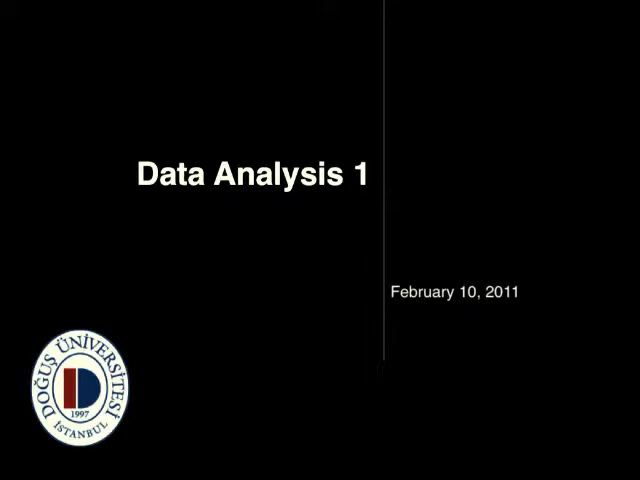 Data Analysis 1
February 10, 2011
DOĞUŞ ÜNİVERSİTESİ
1997
İSTANBUL